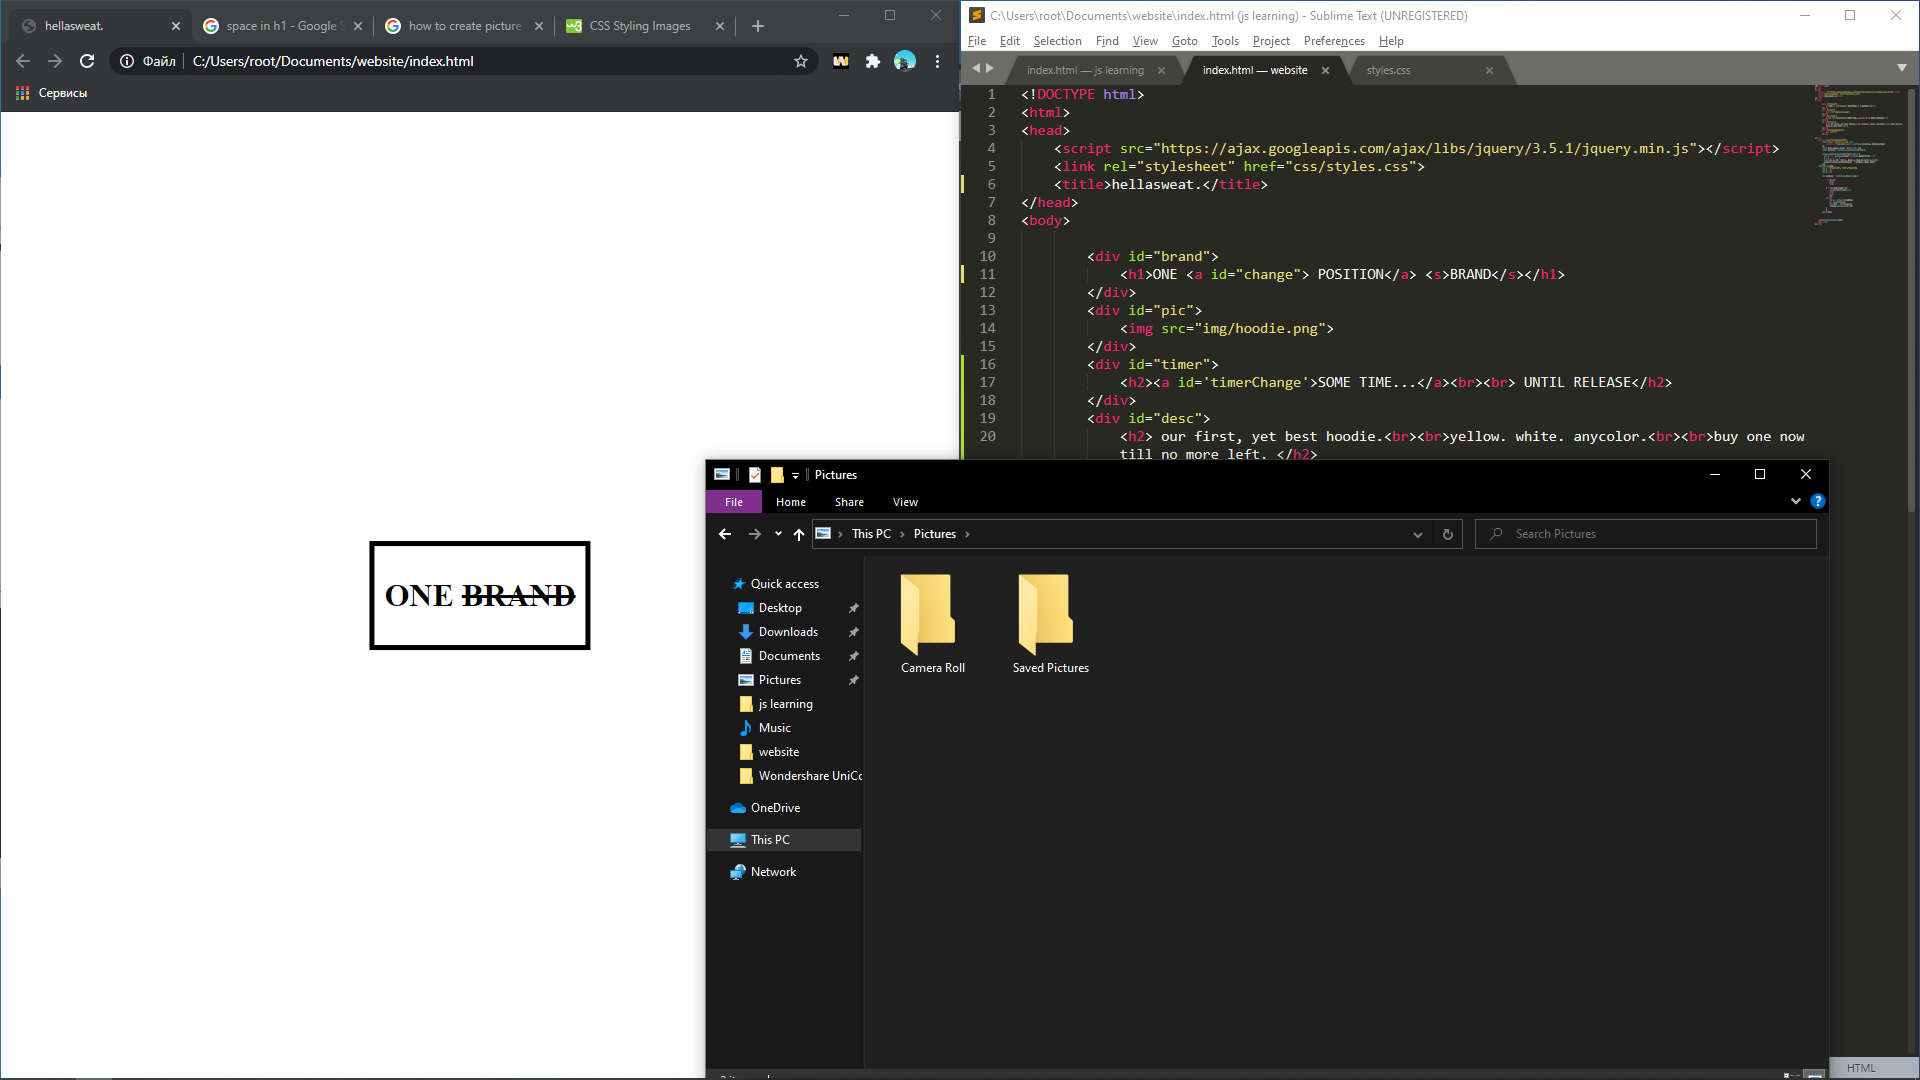 hellasweat.
space in h1 - Google S
how to create picture
CSS Styling Images
Файл
C:/Users/root/Documents/website/index.html
Сервисы
ONE BRAND
C:\Users\root\Documents\website\index.html (js learning) - Sublime Text (UNREGISTERED)
File Edit Selection Find View Goto Tools Project Preferences Help
index.html — js learning
index.html — website
styles.css
1 <!DOCTYPE html>
2 <html>
3 <head>
4 <script src="https://ajax.googleapis.com/ajax/libs/jquery/3.5.1/jquery.min.js"></script>
5 <link rel="stylesheet" href="css/styles.css">
6 <title>hellasweat.</title>
7 </head>
8 <body>
9
10 <div id="brand">
11 <h1>ONE <a id="change"> POSITION</a> <s>BRAND</s></h1>
12 </div>
13 <div id="pic">
14 <img src="img/hoodie.png">
15 </div>
16 <div id="timer">
17 <h2><a id='timerChange'>SOME TIME...</a><br><br> UNTIL RELEASE</h2>
18 </div>
19 <div id="desc">
20 <h2> our first, yet best hoodie.<br><br>yellow. white. anycolor.<br><br>buy one now
till no more left. </h2>
Pictures
File Home Share View
This PC > Pictures >
Search Pictures
Quick access
Desktop
Downloads
Documents
Pictures
js learning
Music
website
Wondershare UniCo
OneDrive
This PC
Network
Camera Roll
Saved Pictures
HTML